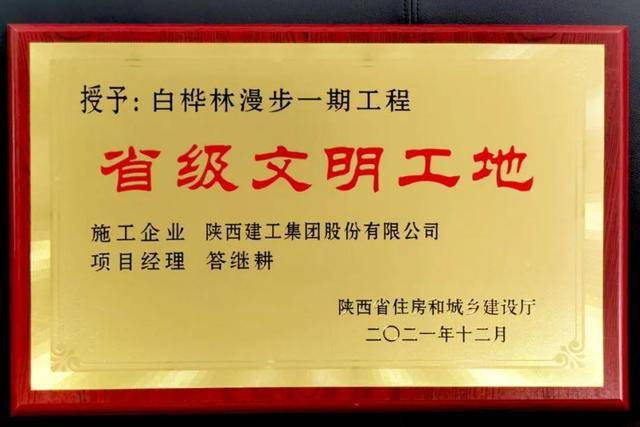 授予：白桦林漫步一期工程
省级文明工地
施工企业 陕西建工集团股份有限公司
项目经理 答继耕
陕西省住房和城乡建设厅
二〇二一年十二月